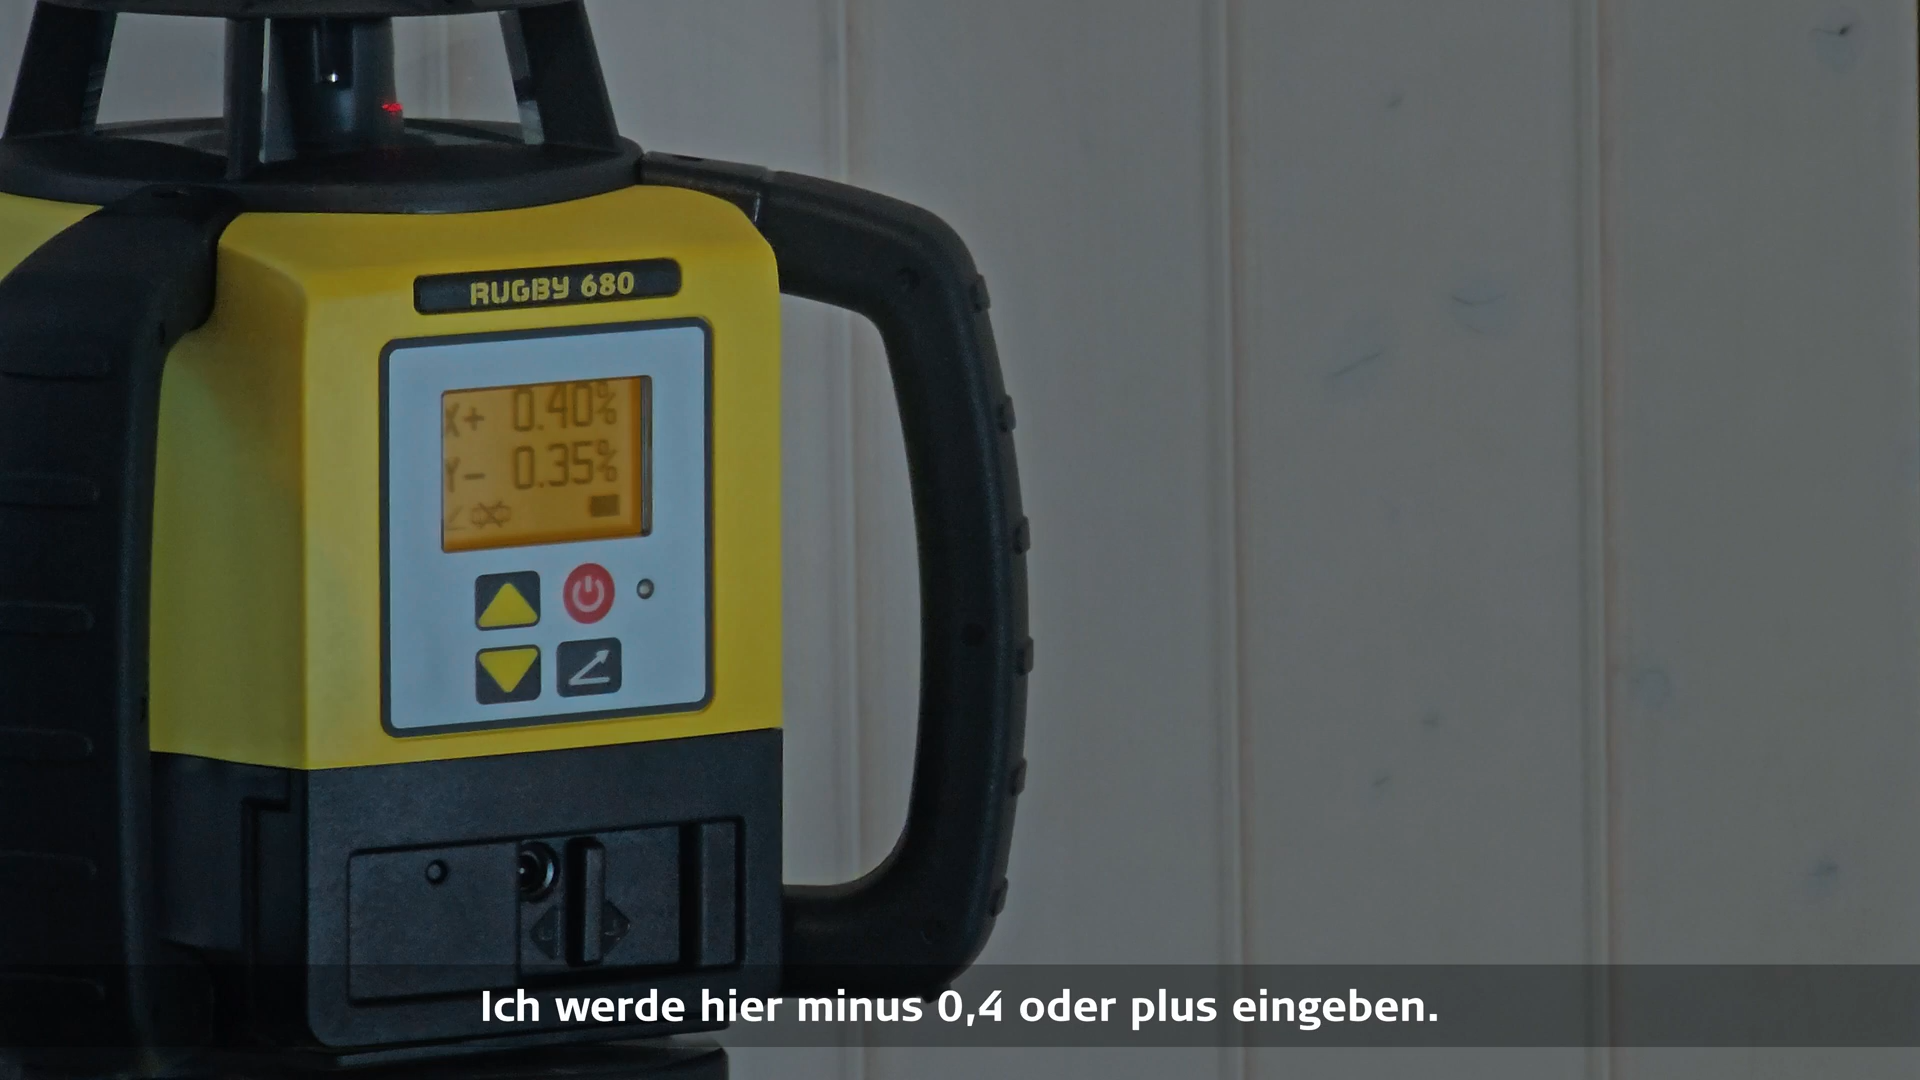 RUGBY 680
X+ 0.40%
Y- 0.35%
Ich werde hier minus 0,4 oder plus eingeben.